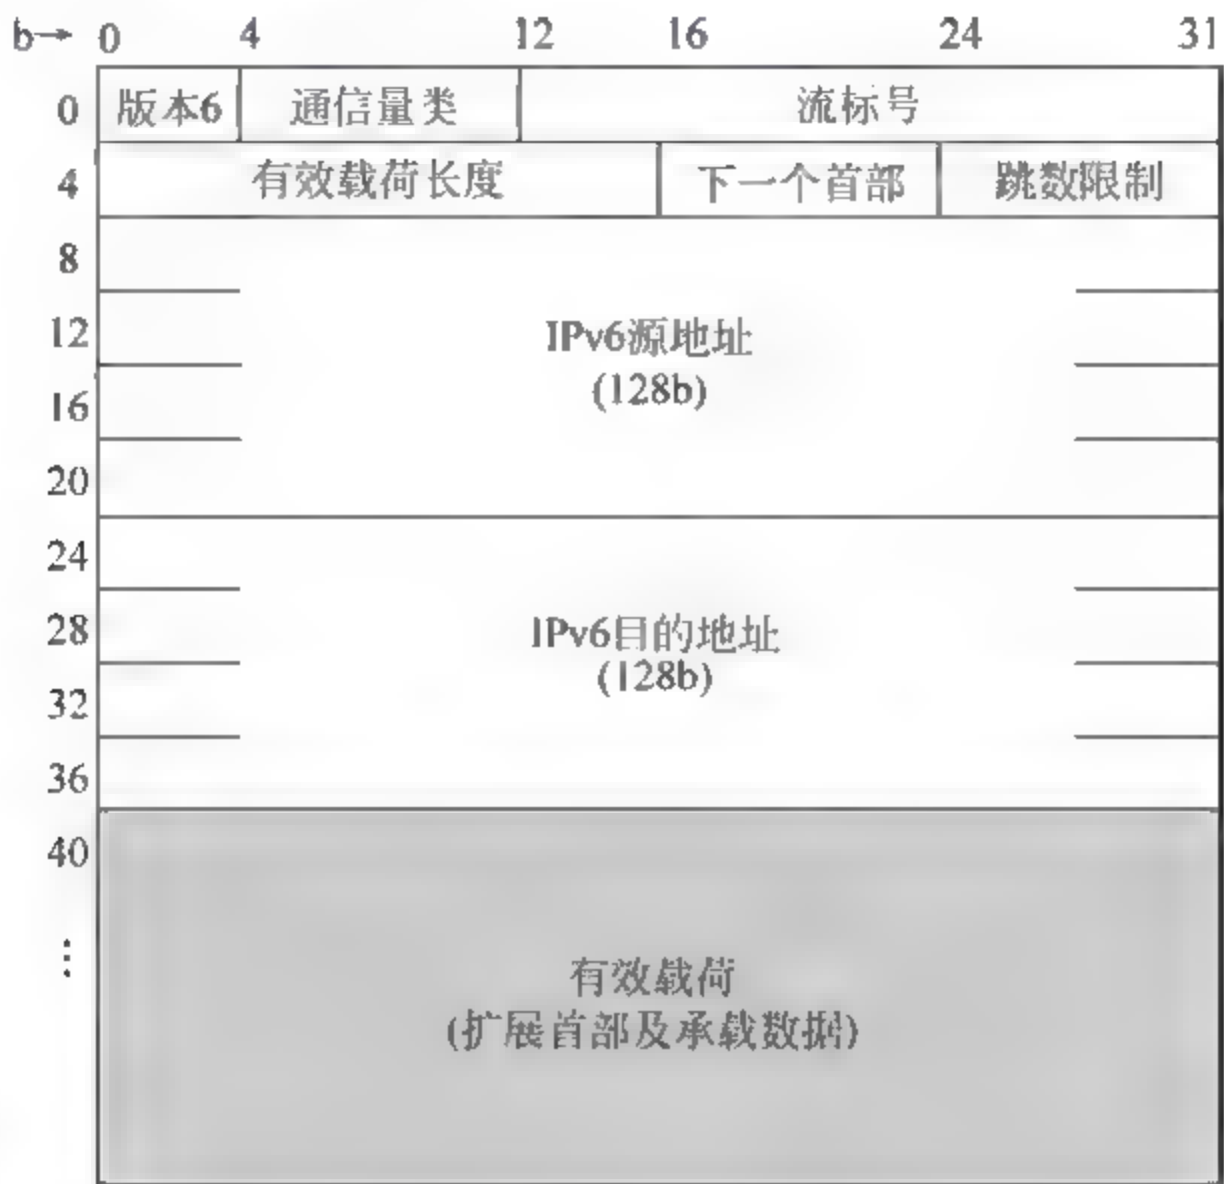 b→ 0 4 12 16 24 31
0 版本6 通信量类 流标号
4 有效载荷长度 下一个首部 跳数限制
8
12 IPv6源地址
(128b)
16
20
24
28 IPv6目的地址
(128b)
32
36
40
⋮
有效载荷
(扩展首部及承载数据)